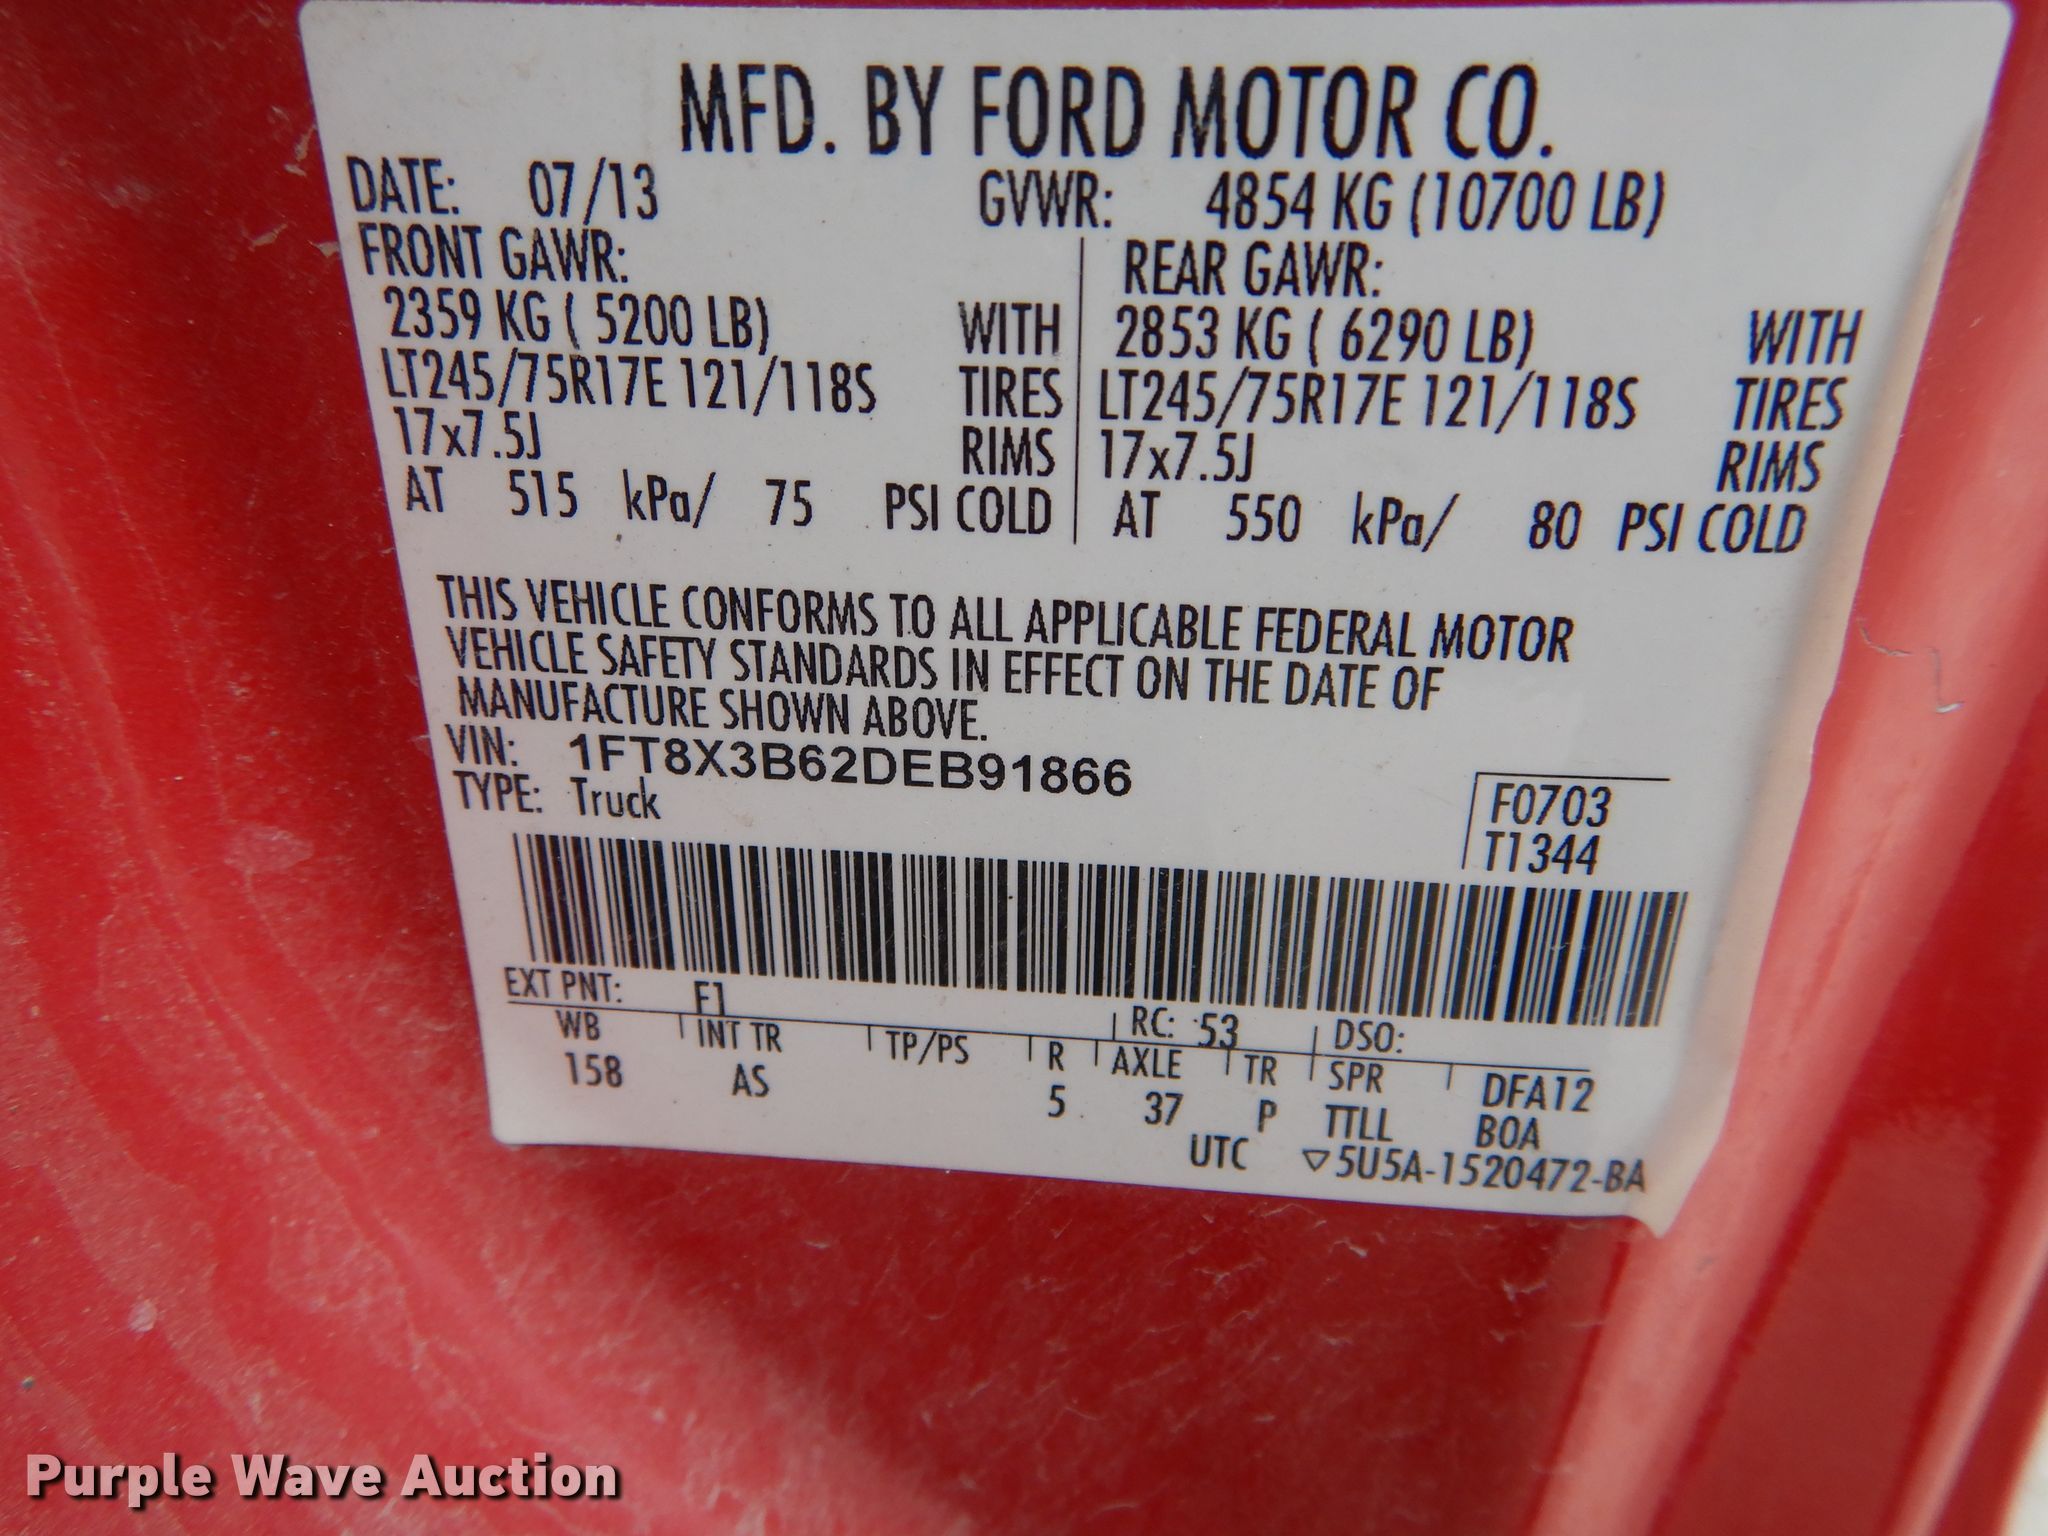 MFD. BY FORD MOTOR CO.
DATE: 07/13 GVWR: 4854 KG (10700 LB)
FRONT GAWR: REAR GAWR:
2359 KG ( 5200 LB) WITH 2853 KG ( 6290 LB) WITH
LT245/75R17E 121/118S TIRES LT245/75R17E 121/118S TIRES
17x7.5J RIMS 17x7.5J RIMS
AT 515 kPa/ 75 PSI COLD AT 550 kPa/ 80 PSI COLD
THIS VEHICLE CONFORMS TO ALL APPLICABLE FEDERAL MOTOR
VEHICLE SAFETY STANDARDS IN EFFECT ON THE DATE OF
MANUFACTURE SHOWN ABOVE.
VIN: 1FT8X3B62DEB91866
TYPE: Truck
F0703
T1344
EXT PNT: F1 RC: 53 DSO:
WB INT TR TP/PS R AXLE TR SPR DFA12
158 AS 5 37 P TTLL BOA
UTC ▽5U5A-1520472-BA
Purple Wave Auction